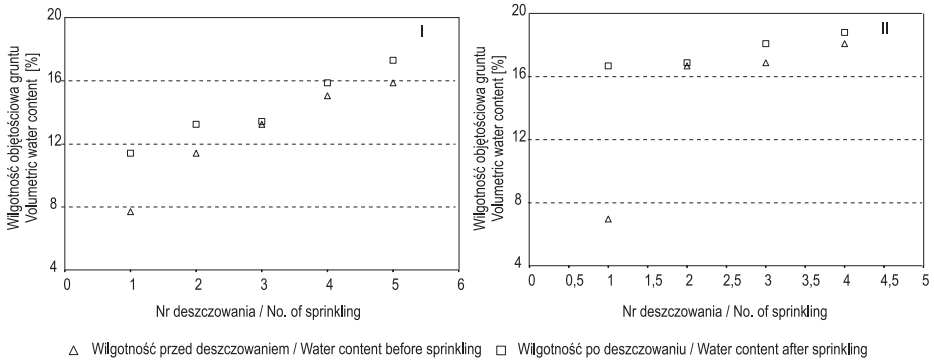 Wilgotność objętościowa gruntu
Volumetric water content [%]
20
16
12
8
4
I
0
1
2
3
4
5
6
Nr deszczowania / No. of sprinkling
Wilgotność objętościowa gruntu
Volumetric water content [%]
20
16
12
8
4
II
0
0,5
1
1,5
2
2,5
3
3,5
4
4,5
5
Nr deszczowania / No. of sprinkling
Wilgotność przed deszczowaniem / Water content before sprinkling
Wilgotność po deszczowaniu / Water content after sprinkling